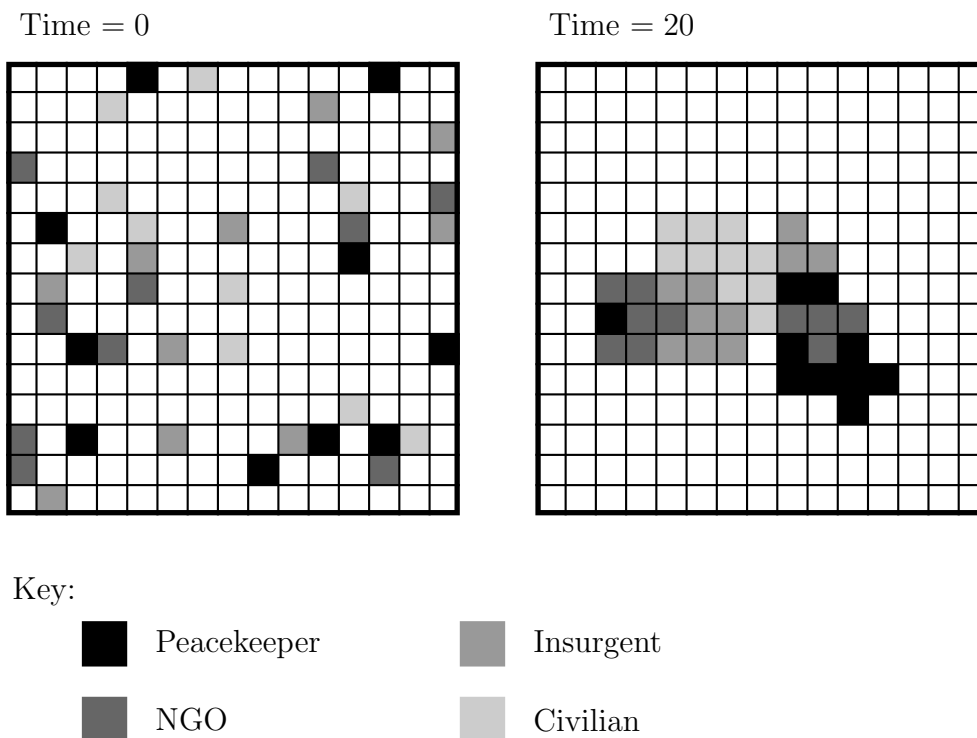 Time = 0
Time = 20
Key:
Peacekeeper
Insurgent
NGO
Civilian